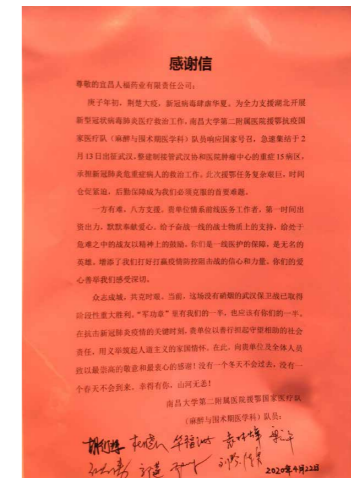 感谢信
尊敬的宜昌人福药业有限责任公司：
庚子年初，荆楚大疫，新冠病毒肆虐华夏。为全力支援湖北开展
新型冠状病毒肺炎医疗救治工作，南昌大学第二附属医院援鄂抗疫国
家医疗队（麻醉与围术期医学科）队员响应国家号召，急速集结于2
月13日出医武汉，整建制接管武汉协和医院肿瘤中心的重症13病区，
承担新冠肺炎危重症病人的救治工作。此次援鄂任务复杂艰巨，时间
仓促紧迫，后勤保障成为我们必须克服的首要难题。
一方有难，八方支援。贵单位情系前线医务工作者，第一时间出
资出力，默默奉献爱心，给予奋战一线的战士物质上的支持，给处于
危难之中的战友以精神上的鼓励。你们是一线医护的保障，是无名的
英雄，增添了我们打好打赢疫情防控阻击战的信心和力量。你们的爱
心善举我们感受深切。
众志成城，共克时艰。当前，这场没有硝烟的武汉保卫战已取得
阶段性重大胜利，“军功章”里有我们的一半，也应该有你们的一半。
在抗击新冠肺炎疫情的关键时刻，贵单位以善行担起守望相助的社会
责任，用义举筑起人道主义的家国情怀。在此，向贵单位及全体人员
致以最崇高的敬意和最衷心的感谢！没有一个冬天不会过去，没有一
个春天不会到来。幸得有你，山河无恙！
南昌大学第二附属医院援鄂国家医疗队
（麻醉与围术期医学科）队员：
2020年4月22日